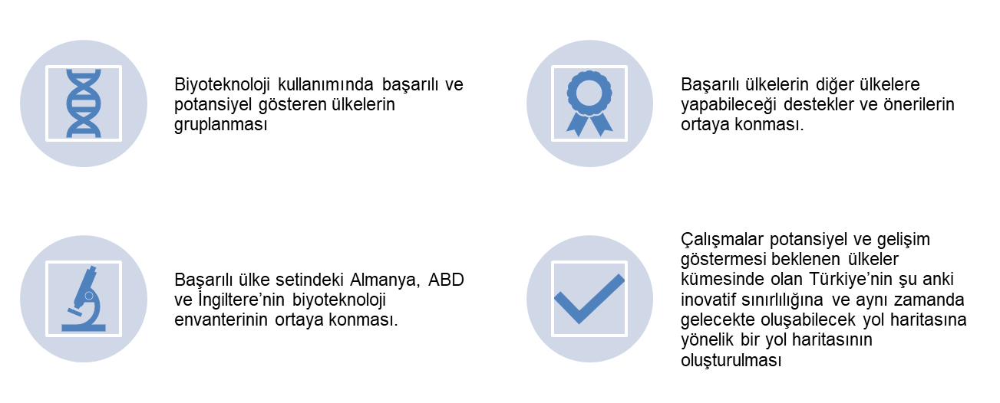 Biyoteknoloji kullanımında başarılı ve
potansiyel gösteren ülkelerin
gruplanması
Başarılı ülkelerin diğer ülkelere
yapabileceği destekler ve önerilerin
ortaya konması.
Başarılı ülke setindeki Almanya, ABD
ve İngiltere’nin biyoteknoloji
envanterinin ortaya konması.
Çalışmalar potansiyel ve gelişim
göstermesi beklenen ülkeler
kümesinde olan Türkiye’nin şu anki
inovatif sınırlılığına ve aynı zamanda
gelecekte oluşabilecek yol haritasına
yönelik bir yol haritasının
oluşturulması